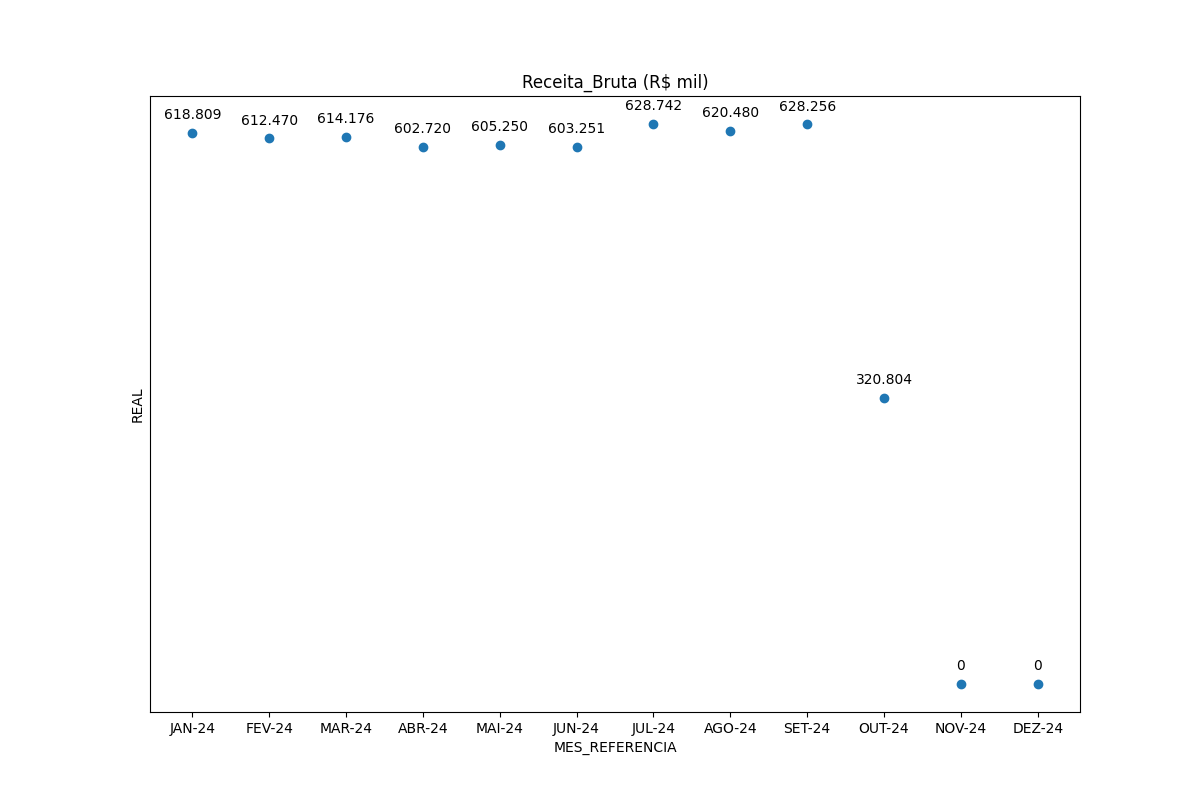 Receita_Bruta (R$ mil)
618.809
612.470
614.176
602.720
605.250
603.251
628.742
620.480
628.256
320.804
0
0
REAL
JAN-24
FEV-24
MAR-24
ABR-24
MAI-24
JUN-24
JUL-24
AGO-24
SET-24
OUT-24
NOV-24
DEZ-24
MES_REFERENCIA